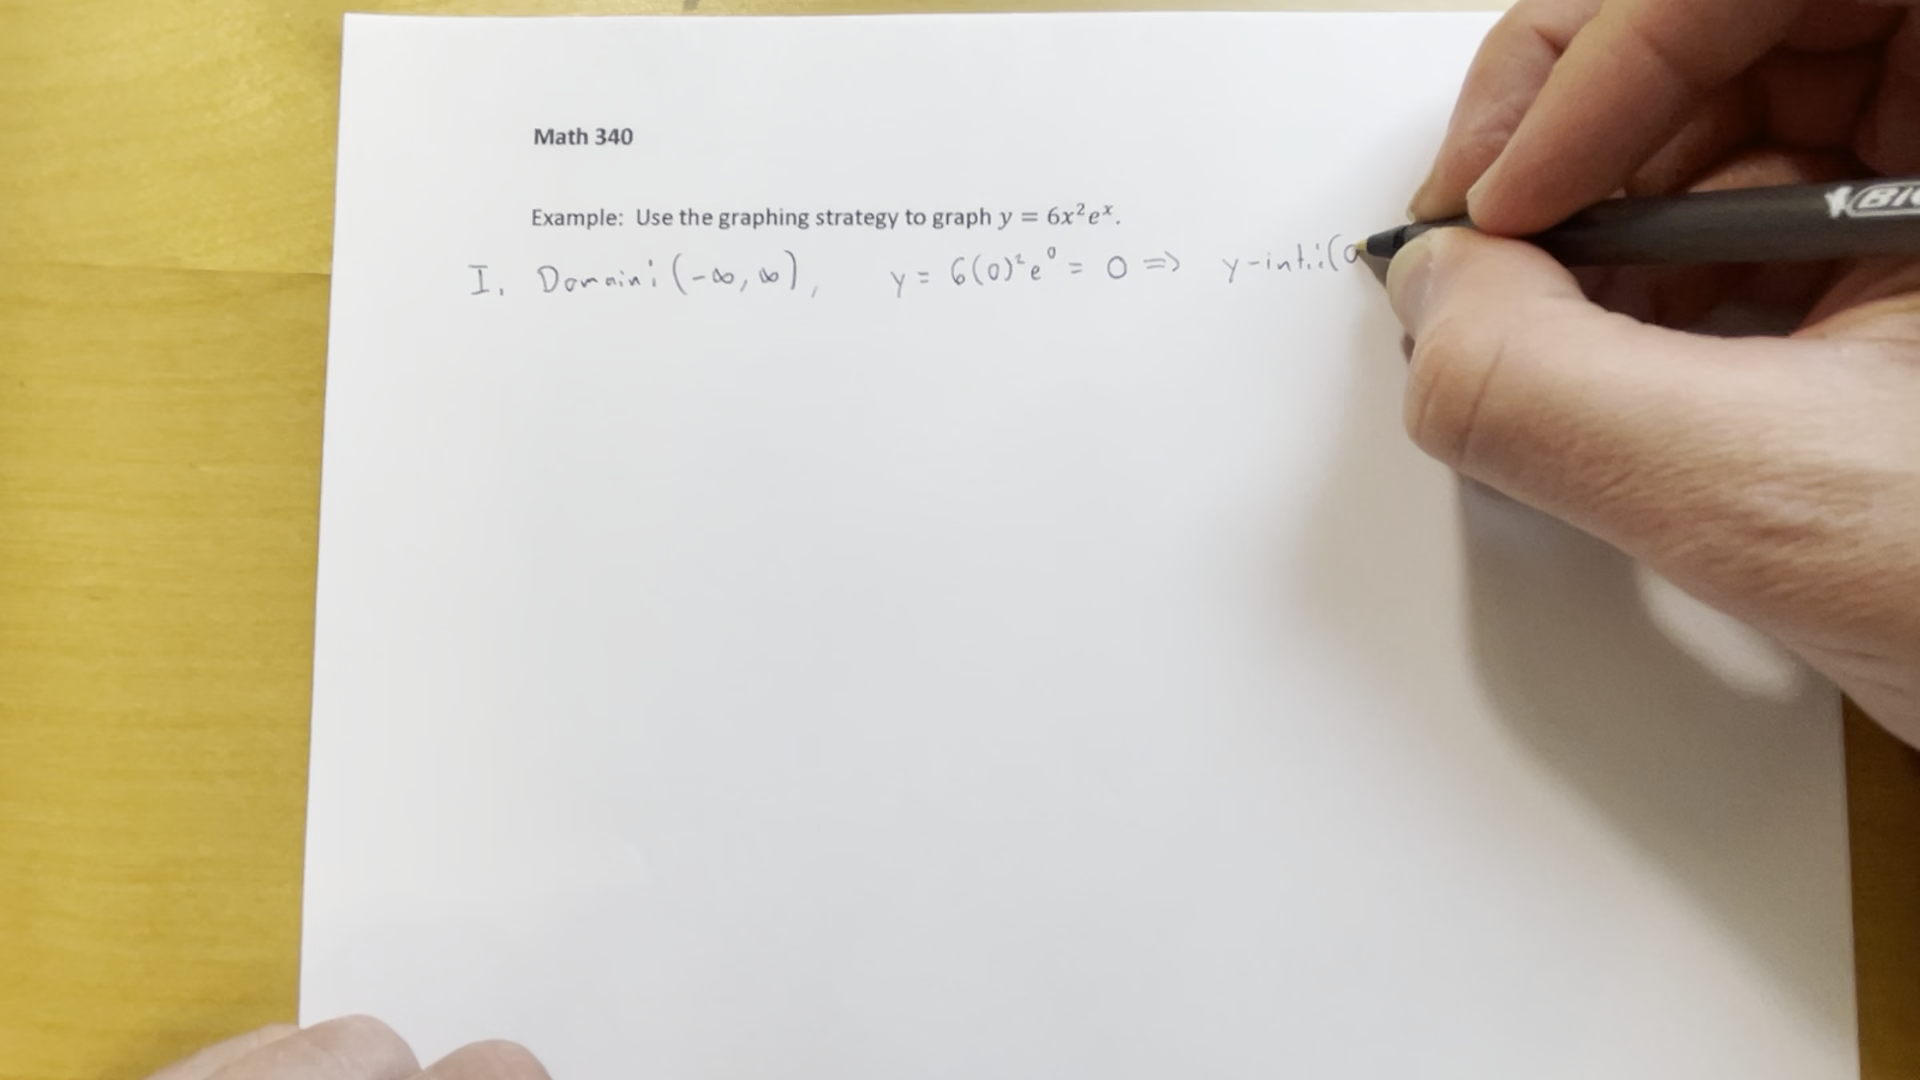 Math 340
Example: Use the graphing strategy to graph y = 6x²eˣ.
I. Domain: (-∞, ∞), y = 6(0)²e⁰ = 0 => y-int.: (0
BIC